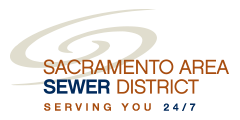 SACRAMENTO AREA
SEWER DISTRICT
SERVING YOU 24/7